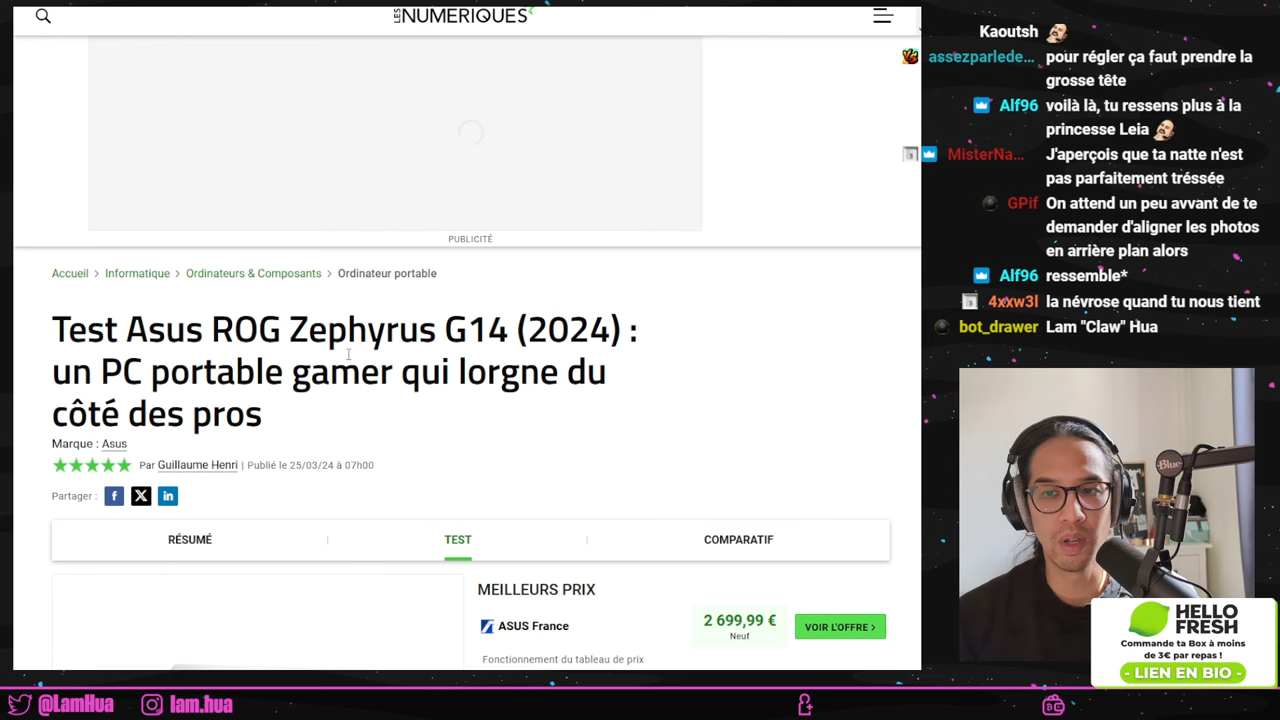 LES NUMERIQUES
PUBLICITÉ
Accueil > Informatique > Ordinateurs & Composants > Ordinateur portable
Test Asus ROG Zephyrus G14 (2024) :
un PC portable gamer qui lorgne du
côté des pros
Marque : Asus
Par Guillaume Henri | Publié le 25/03/24 à 07h00
Partager :
RÉSUMÉ
TEST
COMPARATIF
MEILLEURS PRIX
ASUS France
2 699,99 €
Neuf
VOIR L'OFFRE >
Fonctionnement du tableau de prix
Kaoutsh
assezparlede... pour régler ça faut prendre la
grosse tête
Alf96 voilà là, tu ressens plus à la
princesse Leia
MisterNa... J'aperçois que ta natte n'est
pas parfaitement tréssée
GPif On attend un peu avvant de te
demander d'aligner les photos
en arrière plan alors
Alf96 ressemble*
4xxw3l la névrose quand tu nous tient
bot_drawer Lam "Claw" Hua
Blue
HELLO
FRESH
Commande ta Box à moins
de 3€ par repas !
- LIEN EN BIO -
@LamHua
lam.hua